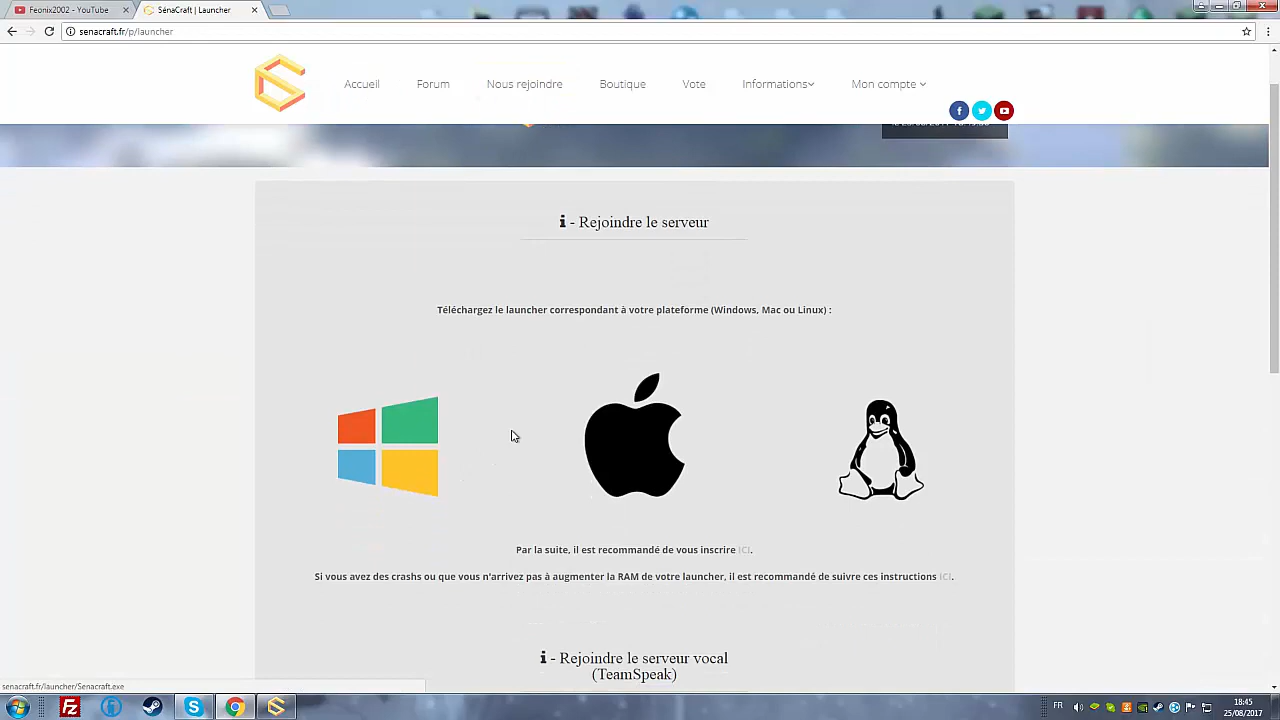 Feonix2002 - YouTube
SénaCraft | Launcher
senacraft.fr/p/launcher
Accueil
Forum
Nous rejoindre
Boutique
Vote
Informations
Mon compte
i - Rejoindre le serveur
Téléchargez le launcher correspondant à votre plateforme (Windows, Mac ou Linux) :
Par la suite, il est recommandé de vous inscrire ICI.
Si vous avez des crashs ou que vous n'arrivez pas à augmenter la RAM de votre launcher, il est recommandé de suivre ces instructions ICI.
i - Rejoindre le serveur vocal
(TeamSpeak)
senacraft.fr/launcher/Senacraft.exe
FR
18:45
25/08/2017